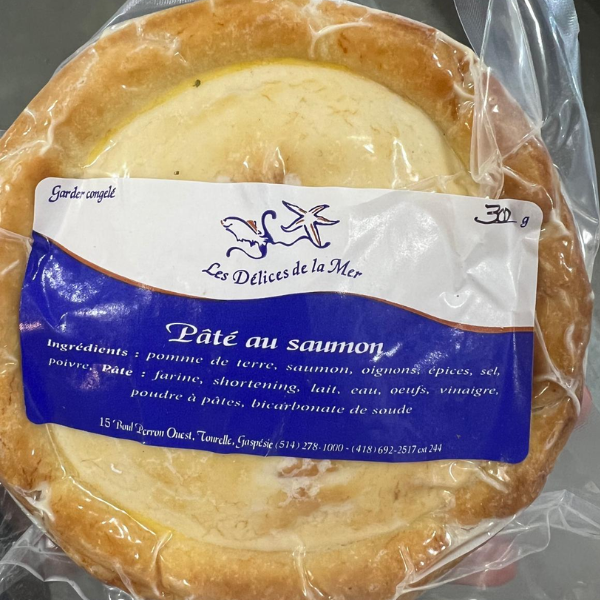 Garder congelé
300 g
Les Délices de la Mer
Pâté au saumon
Ingrédients : pomme de terre, saumon, oignons, épices, sel,
poivre. Pâte : farine, shortening, lait, eau, oeufs, vinaigre,
poudre à pâtes, bicarbonate de soude
15 Boul Perron Ouest, Tourelle, Gaspésie (514) 278-1000 - (418) 692-2517 ext 244